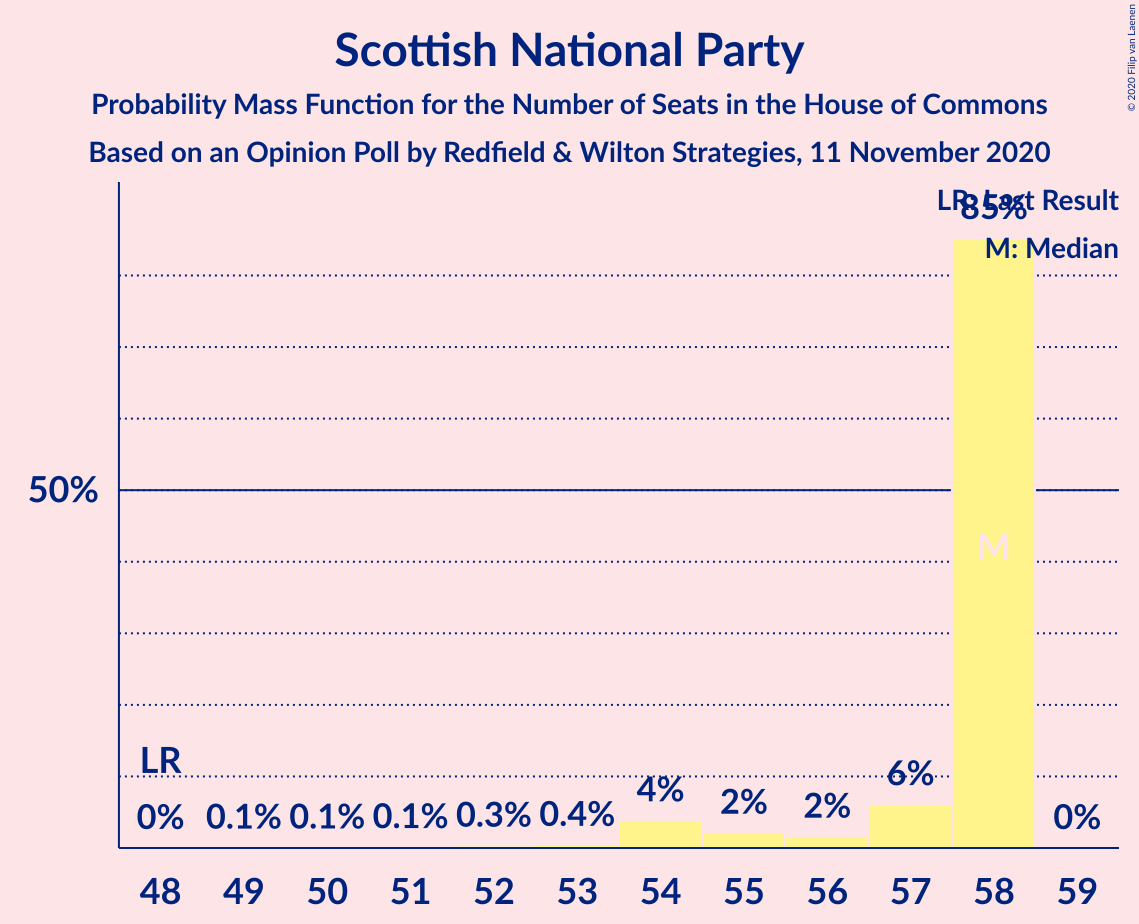 Scottish National Party
Probability Mass Function for the Number of Seats in the House of Commons
Based on an Opinion Poll by Redfield & Wilton Strategies, 11 November 2020
© 2020 Filip van Laenen
LR: Last Result
M: Median
85%
50%
M
LR
0% 0.1% 0.1% 0.1% 0.3% 0.4% 4% 2% 2% 6% 0%
48 49 50 51 52 53 54 55 56 57 58 59